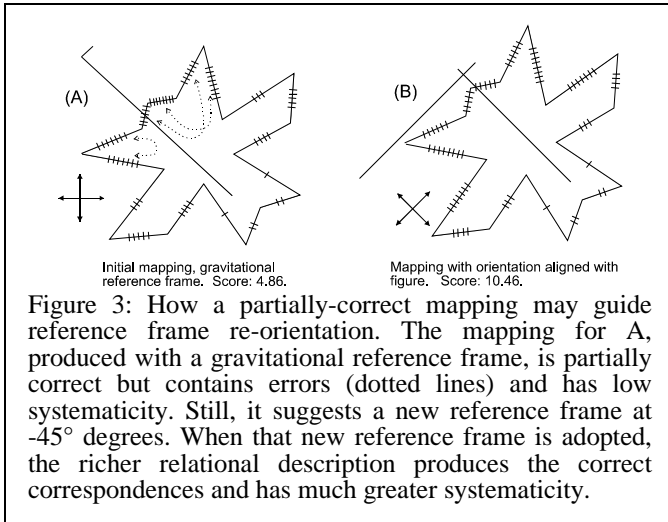 (A)
(B)
Initial mapping, gravitational
reference frame. Score: 4.86.
Mapping with orientation aligned with
figure. Score: 10.46.
Figure 3: How a partially-correct mapping may guide
reference frame re-orientation. The mapping for A,
produced with a gravitational reference frame, is partially
correct but contains errors (dotted lines) and has low
systematicity. Still, it suggests a new reference frame at
-45° degrees. When that new reference frame is adopted,
the richer relational description produces the correct
correspondences and has much greater systematicity.